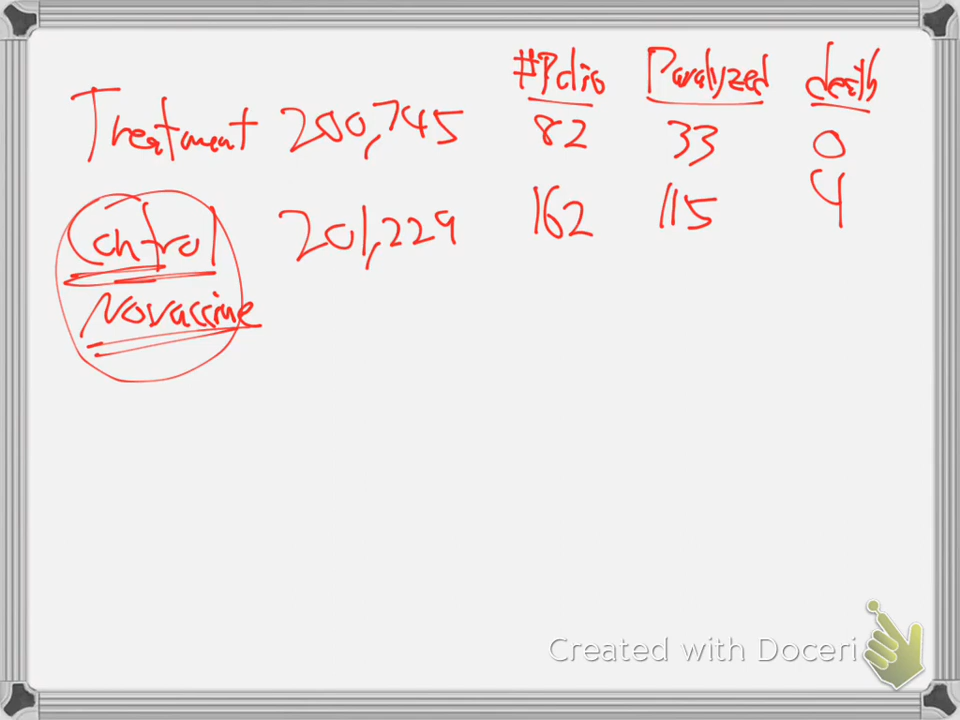 #Polio Paralyzed death
Treatment 200,745 82 33 0
Control 201,229 162 115 4
No vaccine
Created with Doceri